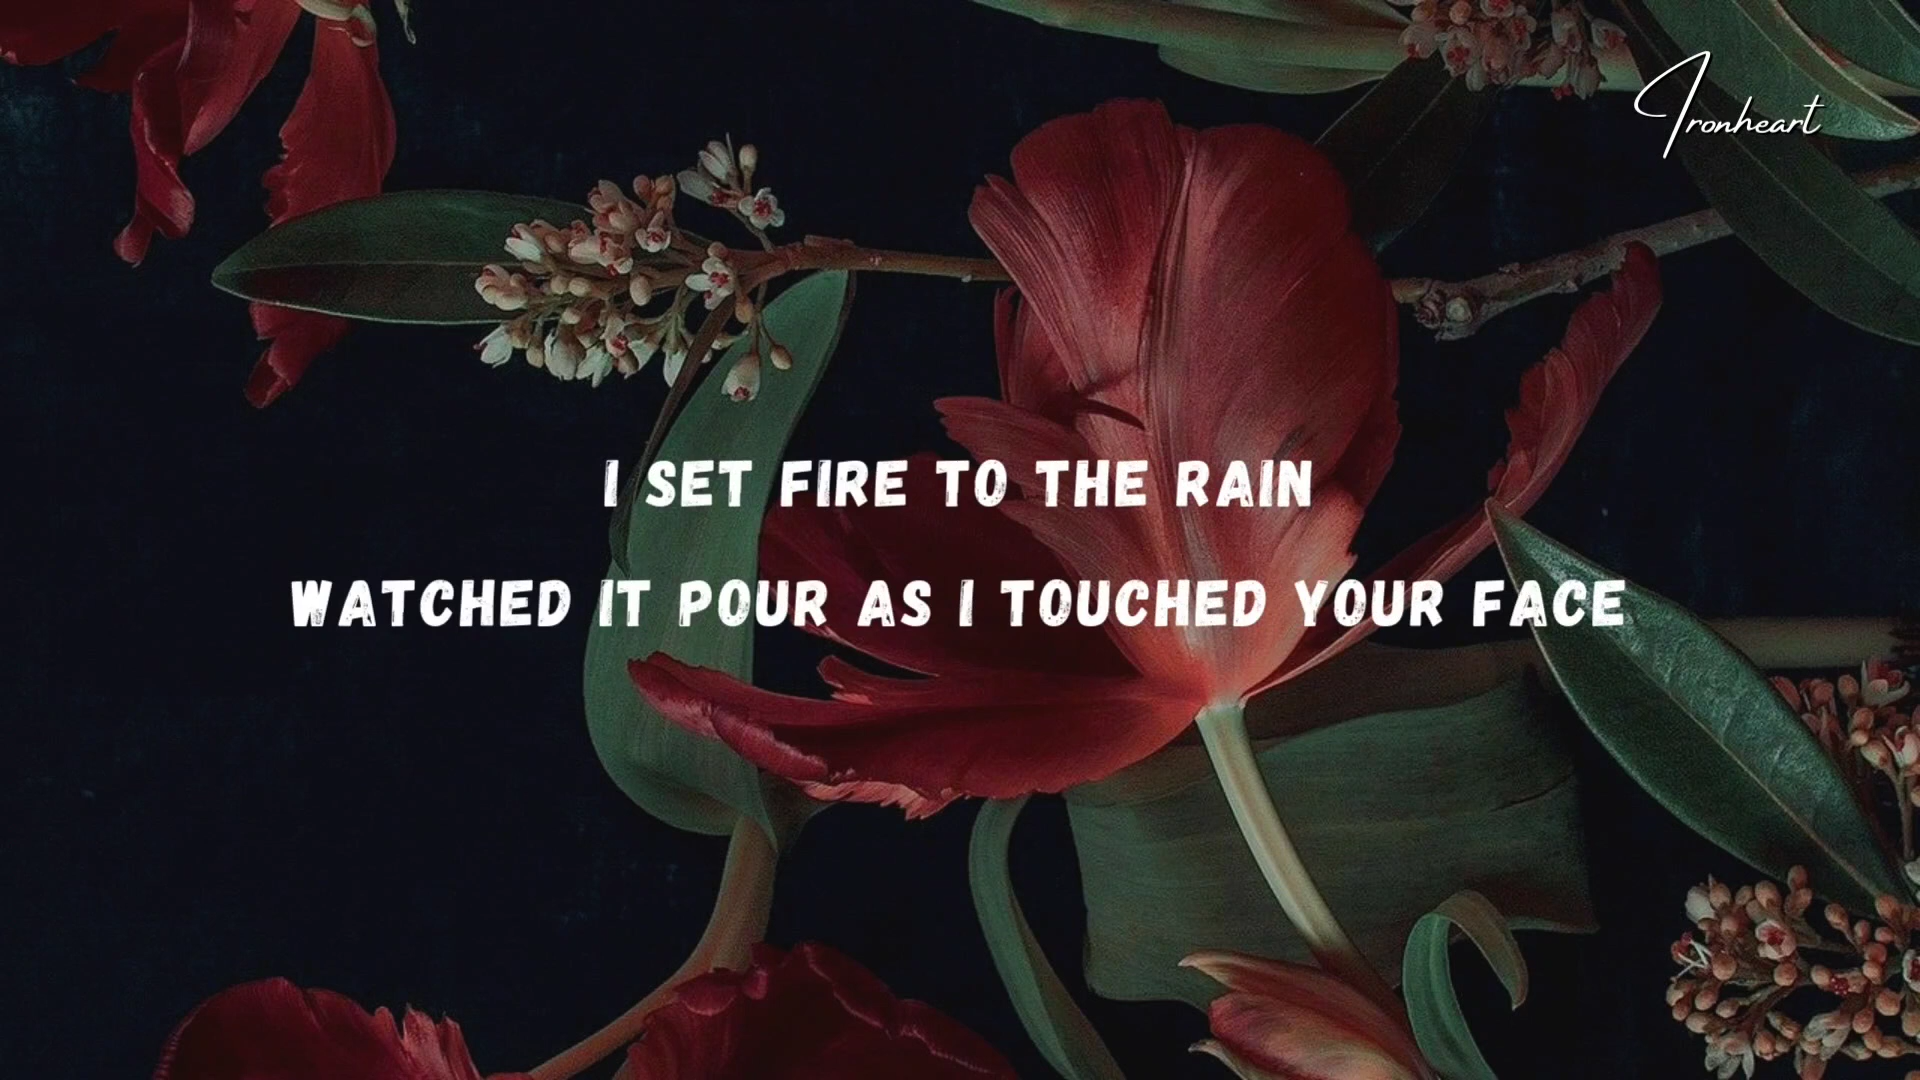 Ironheart
I SET FIRE TO THE RAIN
WATCHED IT POUR AS I TOUCHED YOUR FACE